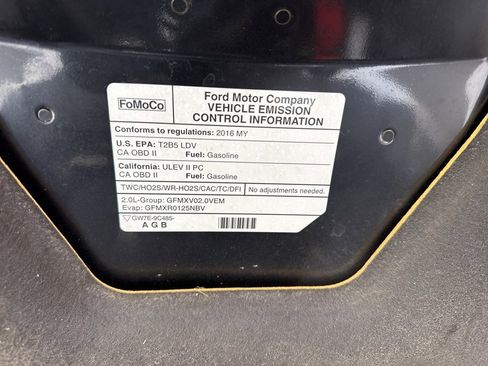 FoMoCo
Ford Motor Company
VEHICLE EMISSION
CONTROL INFORMATION
Conforms to regulations: 2016 MY
U.S. EPA: T2B5 LDV
CA OBD II Fuel: Gasoline
California: ULEV II PC
CA OBD II Fuel: Gasoline
TWC/HO2S/WR-HO2S/CAC/TC/DFI No adjustments needed.
2.0L-Group: GFMXV02.0VEM
Evap: GFMXR0125NBV
GW7E-9C485-
A G B